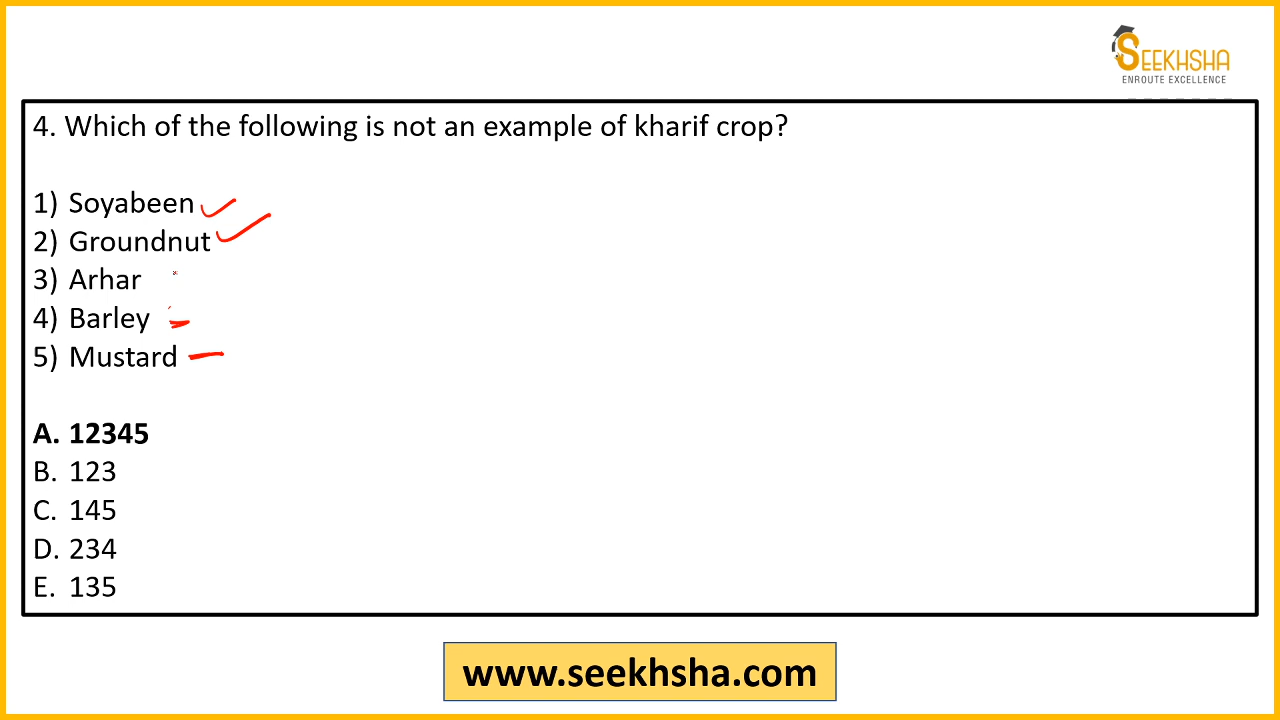 SEEKHSHA
ENROUTE EXCELLENCE
4. Which of the following is not an example of kharif crop?
1) Soyabeen
2) Groundnut
3) Arhar
4) Barley
5) Mustard
A. 12345
B. 123
C. 145
D. 234
E. 135
www.seekhsha.com